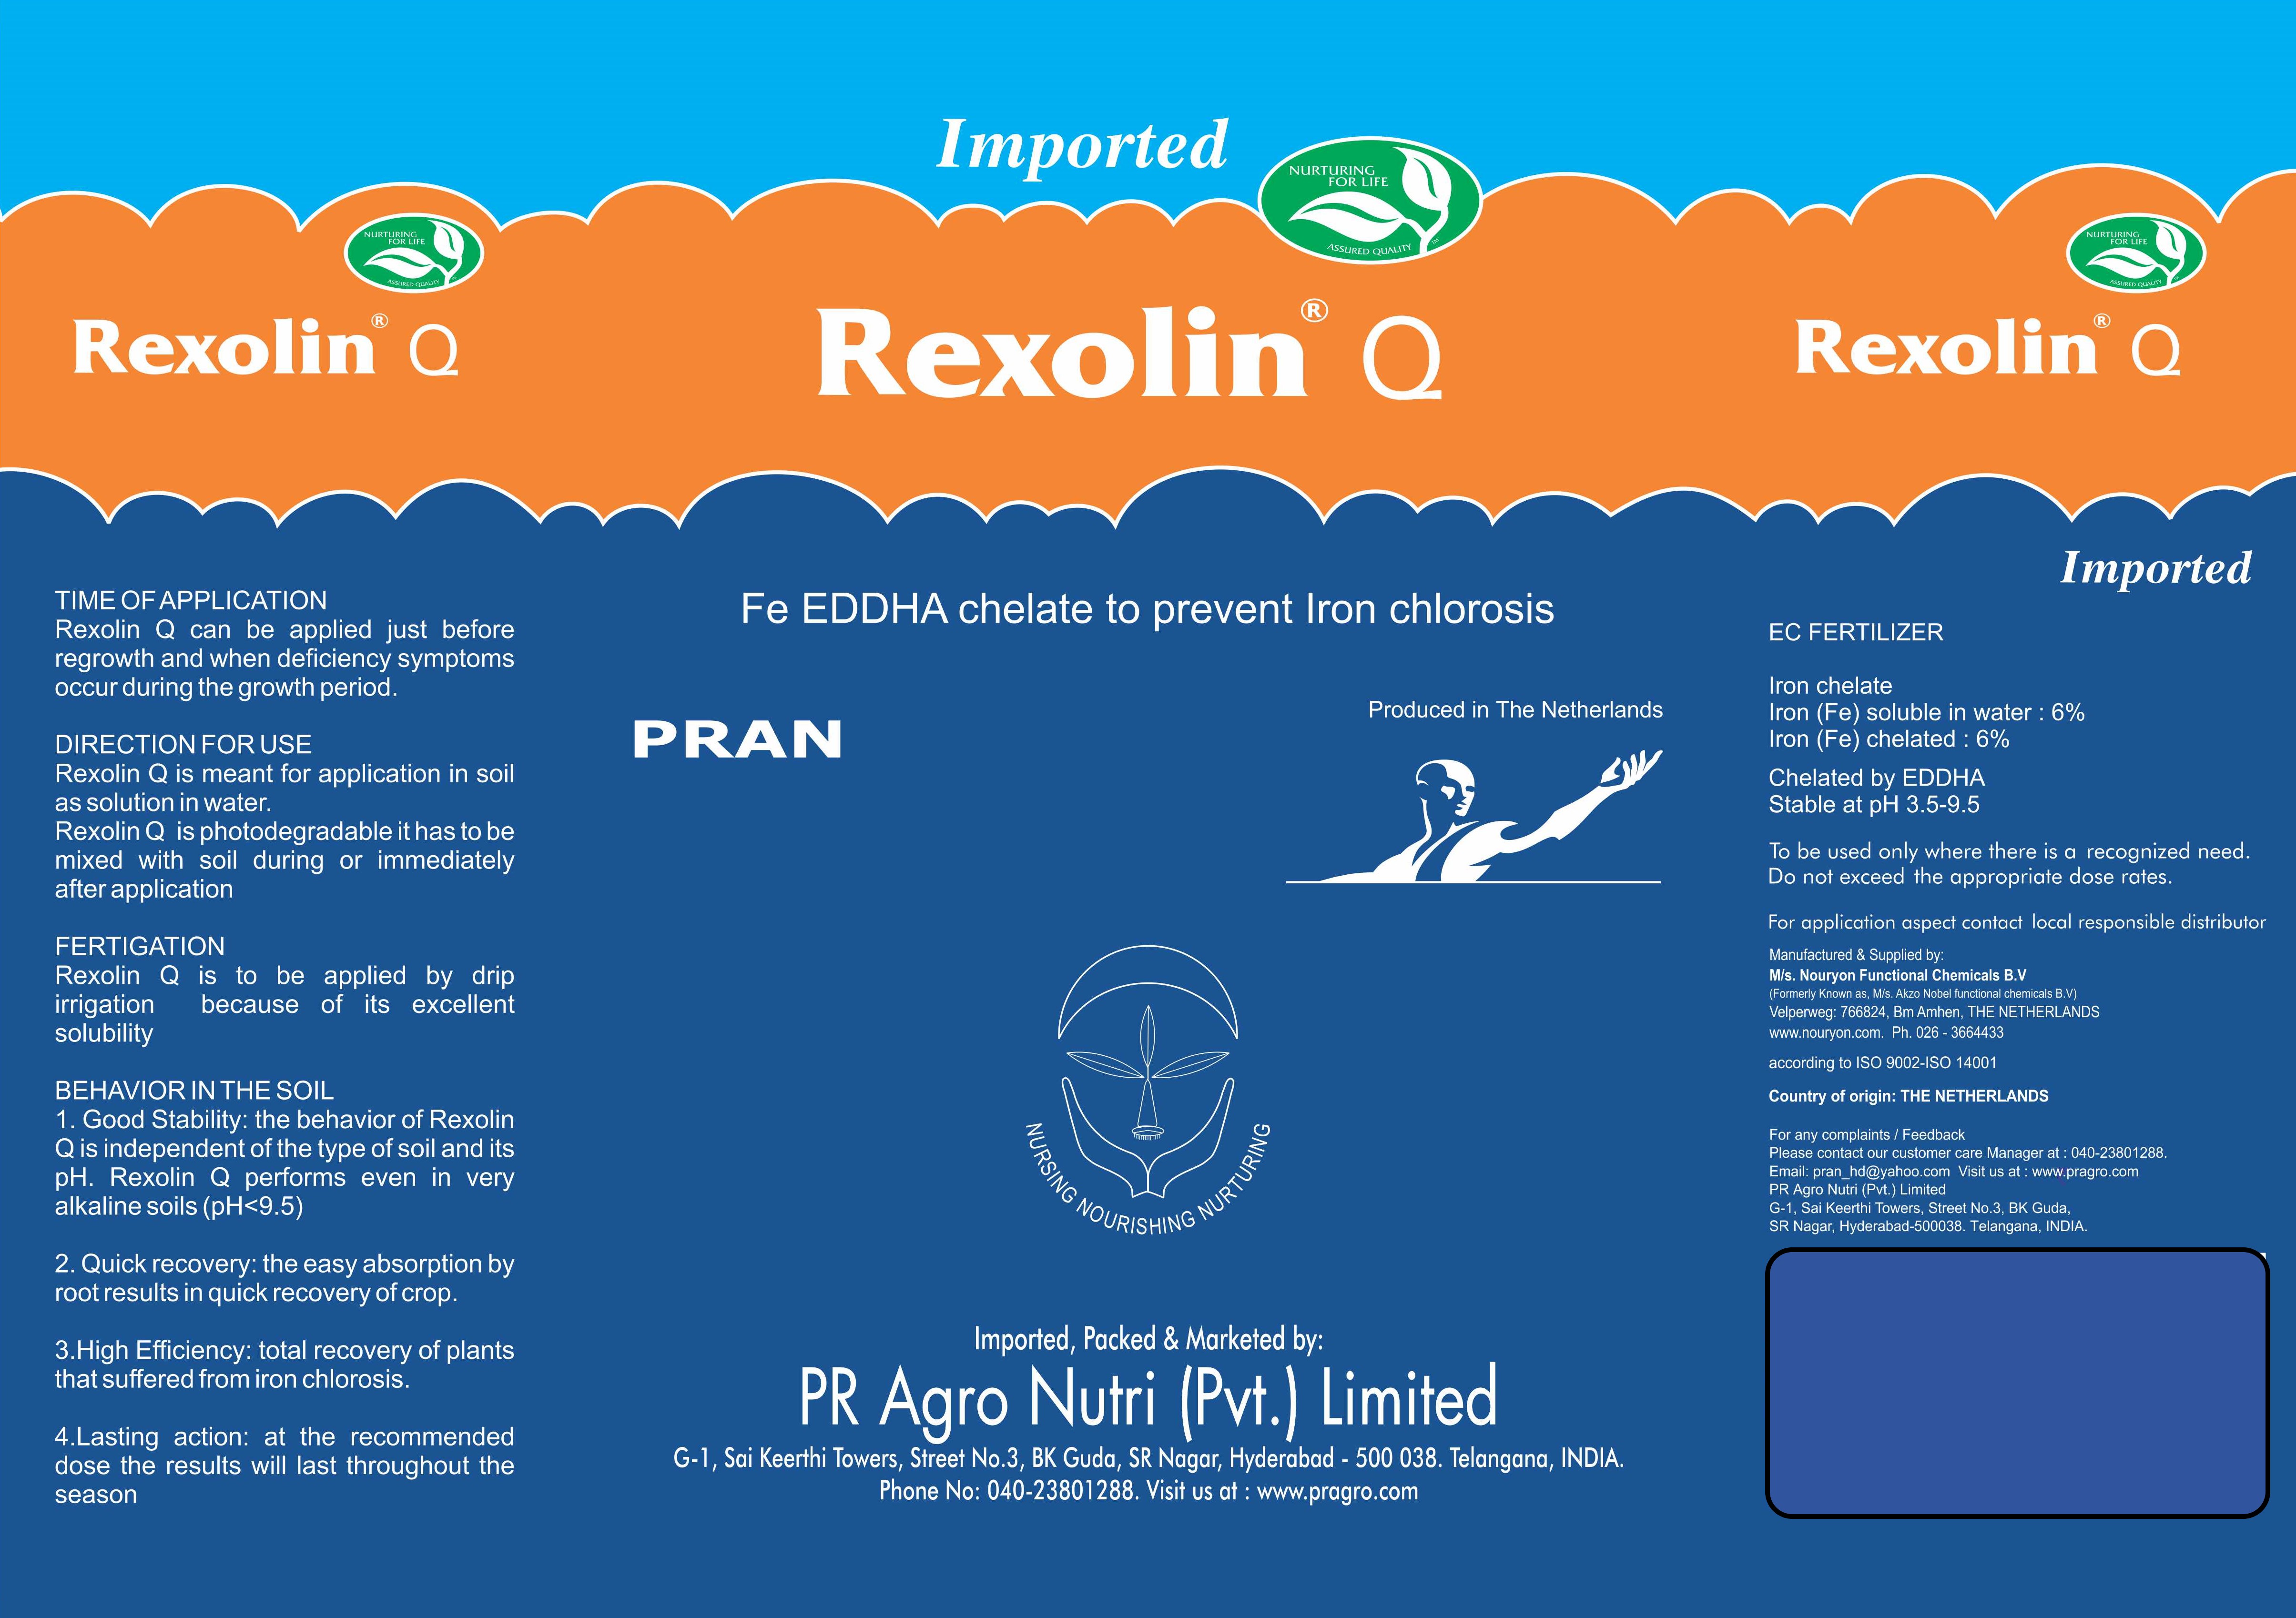 Imported
NURTURING
FOR LIFE
ASSURED QUALITY
TM
Rexolin® Q
NURTURING
FOR LIFE
ASSURED QUALITY
Rexolin® Q
NURTURING
FOR LIFE
ASSURED QUALITY
Rexolin® Q
TIME OF APPLICATION
Rexolin Q can be applied just before
regrowth and when deficiency symptoms
occur during the growth period.
DIRECTION FOR USE
Rexolin Q is meant for application in soil
as solution in water.
Rexolin Q is photodegradable it has to be
mixed with soil during or immediately
after application
FERTIGATION
Rexolin Q is to be applied by drip
irrigation because of its excellent
solubility
BEHAVIOR IN THE SOIL
1. Good Stability: the behavior of Rexolin
Q is independent of the type of soil and its
pH. Rexolin Q performs even in very
alkaline soils (pH<9.5)
2. Quick recovery: the easy absorption by
root results in quick recovery of crop.
3.High Efficiency: total recovery of plants
that suffered from iron chlorosis.
4.Lasting action: at the recommended
dose the results will last throughout the
season
Fe EDDHA chelate to prevent Iron chlorosis
PRAN
Produced in The Netherlands
NURSING NOURISHING NURTURING
Imported, Packed & Marketed by:
PR Agro Nutri (Pvt.) Limited
G-1, Sai Keerthi Towers, Street No.3, BK Guda, SR Nagar, Hyderabad - 500 038. Telangana, INDIA.
Phone No: 040-23801288. Visit us at : www.pragro.com
Imported
EC FERTILIZER
Iron chelate
Iron (Fe) soluble in water : 6%
Iron (Fe) chelated : 6%
Chelated by EDDHA
Stable at pH 3.5-9.5
To be used only where there is a recognized need.
Do not exceed the appropriate dose rates.
For application aspect contact local responsible distributor
Manufactured & Supplied by:
M/s. Nouryon Functional Chemicals B.V
(Formerly Known as, M/s. Akzo Nobel functional chemicals B.V)
Velperweg: 766824, Bm Amhen, THE NETHERLANDS
www.nouryon.com. Ph. 026 - 3664433
according to ISO 9002-ISO 14001
Country of origin: THE NETHERLANDS
For any complaints / Feedback
Please contact our customer care Manager at : 040-23801288.
Email: pran_hd@yahoo.com Visit us at : www.pragro.com
PR Agro Nutri (Pvt.) Limited
G-1, Sai Keerthi Towers, Street No.3, BK Guda,
SR Nagar, Hyderabad-500038. Telangana, INDIA.